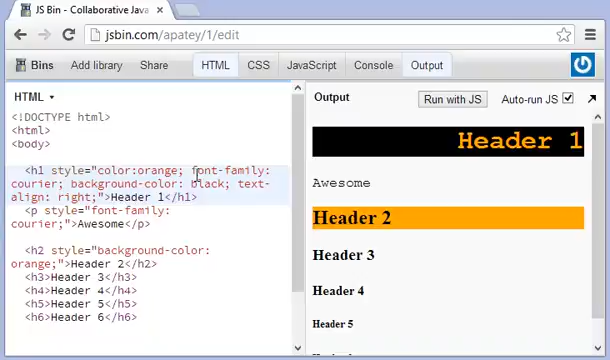 JS Bin - Collaborative Java
jsbin.com/apatey/1/edit
Bins Add library Share HTML CSS JavaScript Console Output
HTML
<!DOCTYPE html>
<html>
<body>
<h1 style="color:orange; font-family:
courier; background-color: black; text-
align: right;">Header 1</h1>
<p style="font-family:
courier;">Awesome</p>
<h2 style="background-color:
orange;">Header 2</h2>
<h3>Header 3</h3>
<h4>Header 4</h4>
<h5>Header 5</h5>
<h6>Header 6</h6>
Output Run with JS Auto-run JS
Header 1
Awesome
Header 2
Header 3
Header 4
Header 5